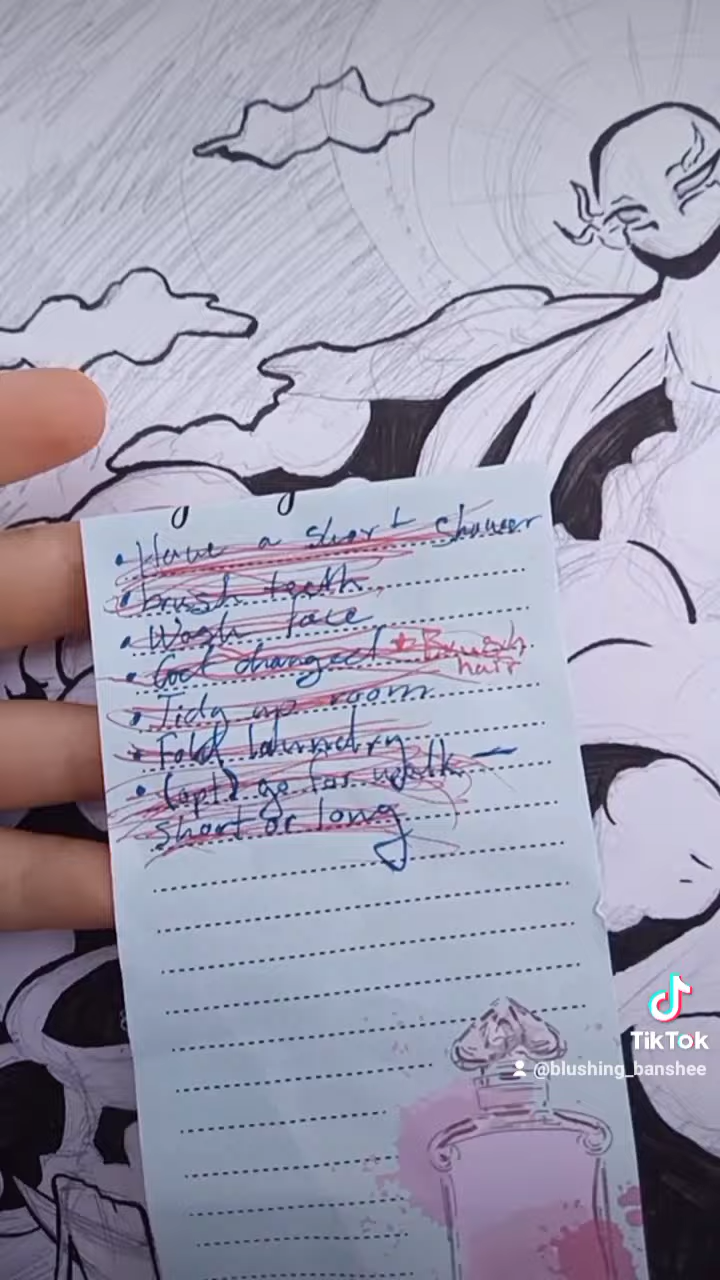 • Have a short shower
• brush teeth,
• Wash face
• Get changed * Brush
hair
• Tidy up room
• Fold laundry
• (opt) go for walk –
short or long
TikTok
@blushing_banshee